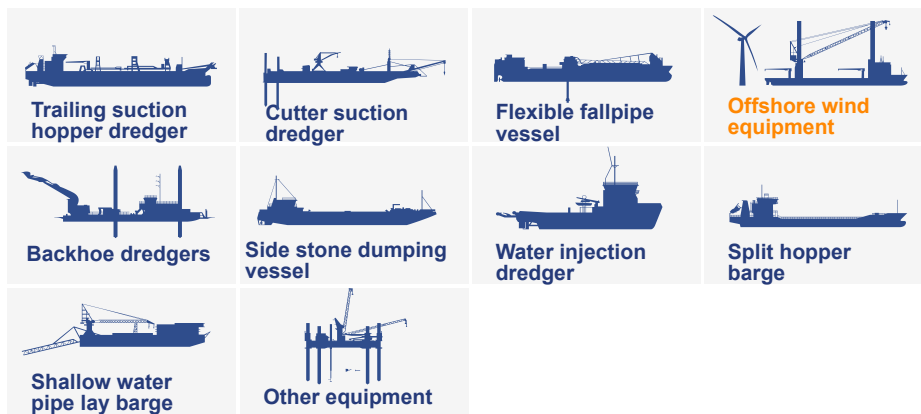 Trailing suction
hopper dredger
Cutter suction
dredger
Flexible fallpipe
vessel
Offshore wind
equipment
Backhoe dredgers
Side stone dumping
vessel
Water injection
dredger
Split hopper
barge
Shallow water
pipe lay barge
Other equipment